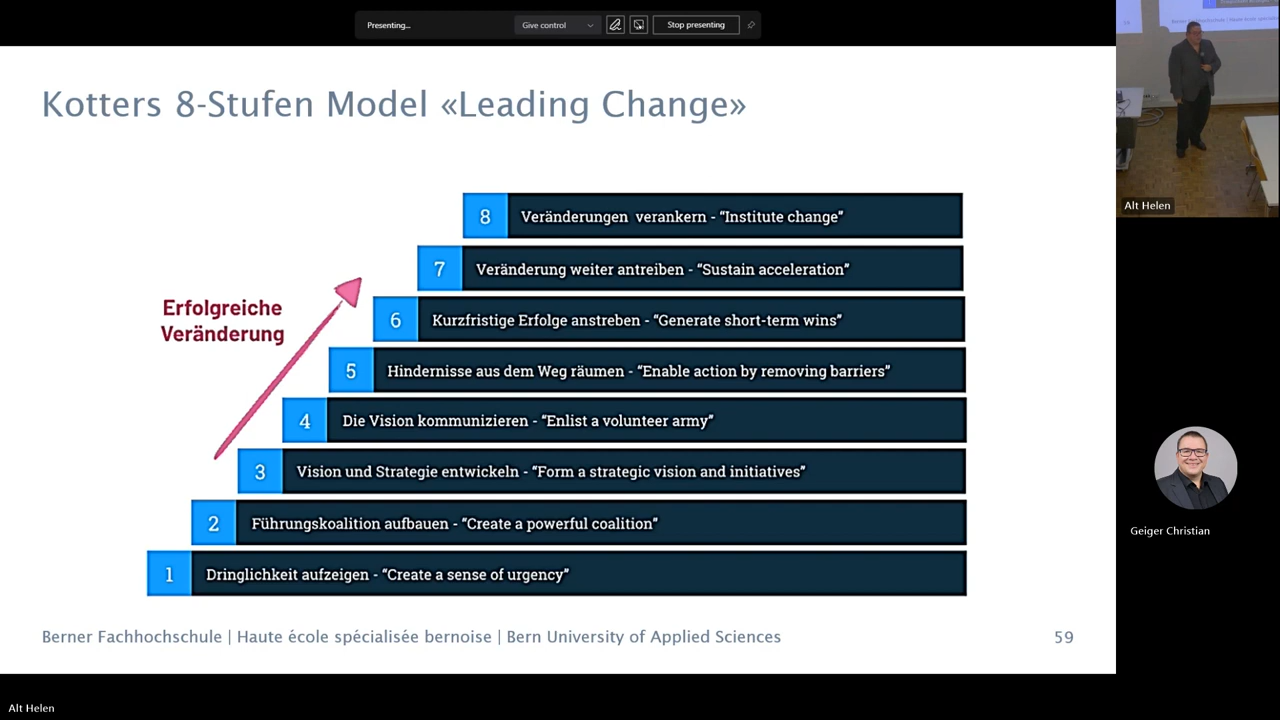 Presenting...
Give control
Stop presenting
Kotters 8-Stufen Model «Leading Change»
8 Veränderungen verankern - “Institute change”
7 Veränderung weiter antreiben - “Sustain acceleration”
Erfolgreiche
Veränderung
6 Kurzfristige Erfolge anstreben - “Generate short-term wins”
5 Hindernisse aus dem Weg räumen - “Enable action by removing barriers”
4 Die Vision kommunizieren - “Enlist a volunteer army”
3 Vision und Strategie entwickeln - “Form a strategic vision and initiatives”
2 Führungskoalition aufbauen - “Create a powerful coalition”
1 Dringlichkeit aufzeigen - “Create a sense of urgency”
Berner Fachhochschule | Haute école spécialisée bernoise | Bern University of Applied Sciences
59
Alt Helen
Geiger Christian
Alt Helen